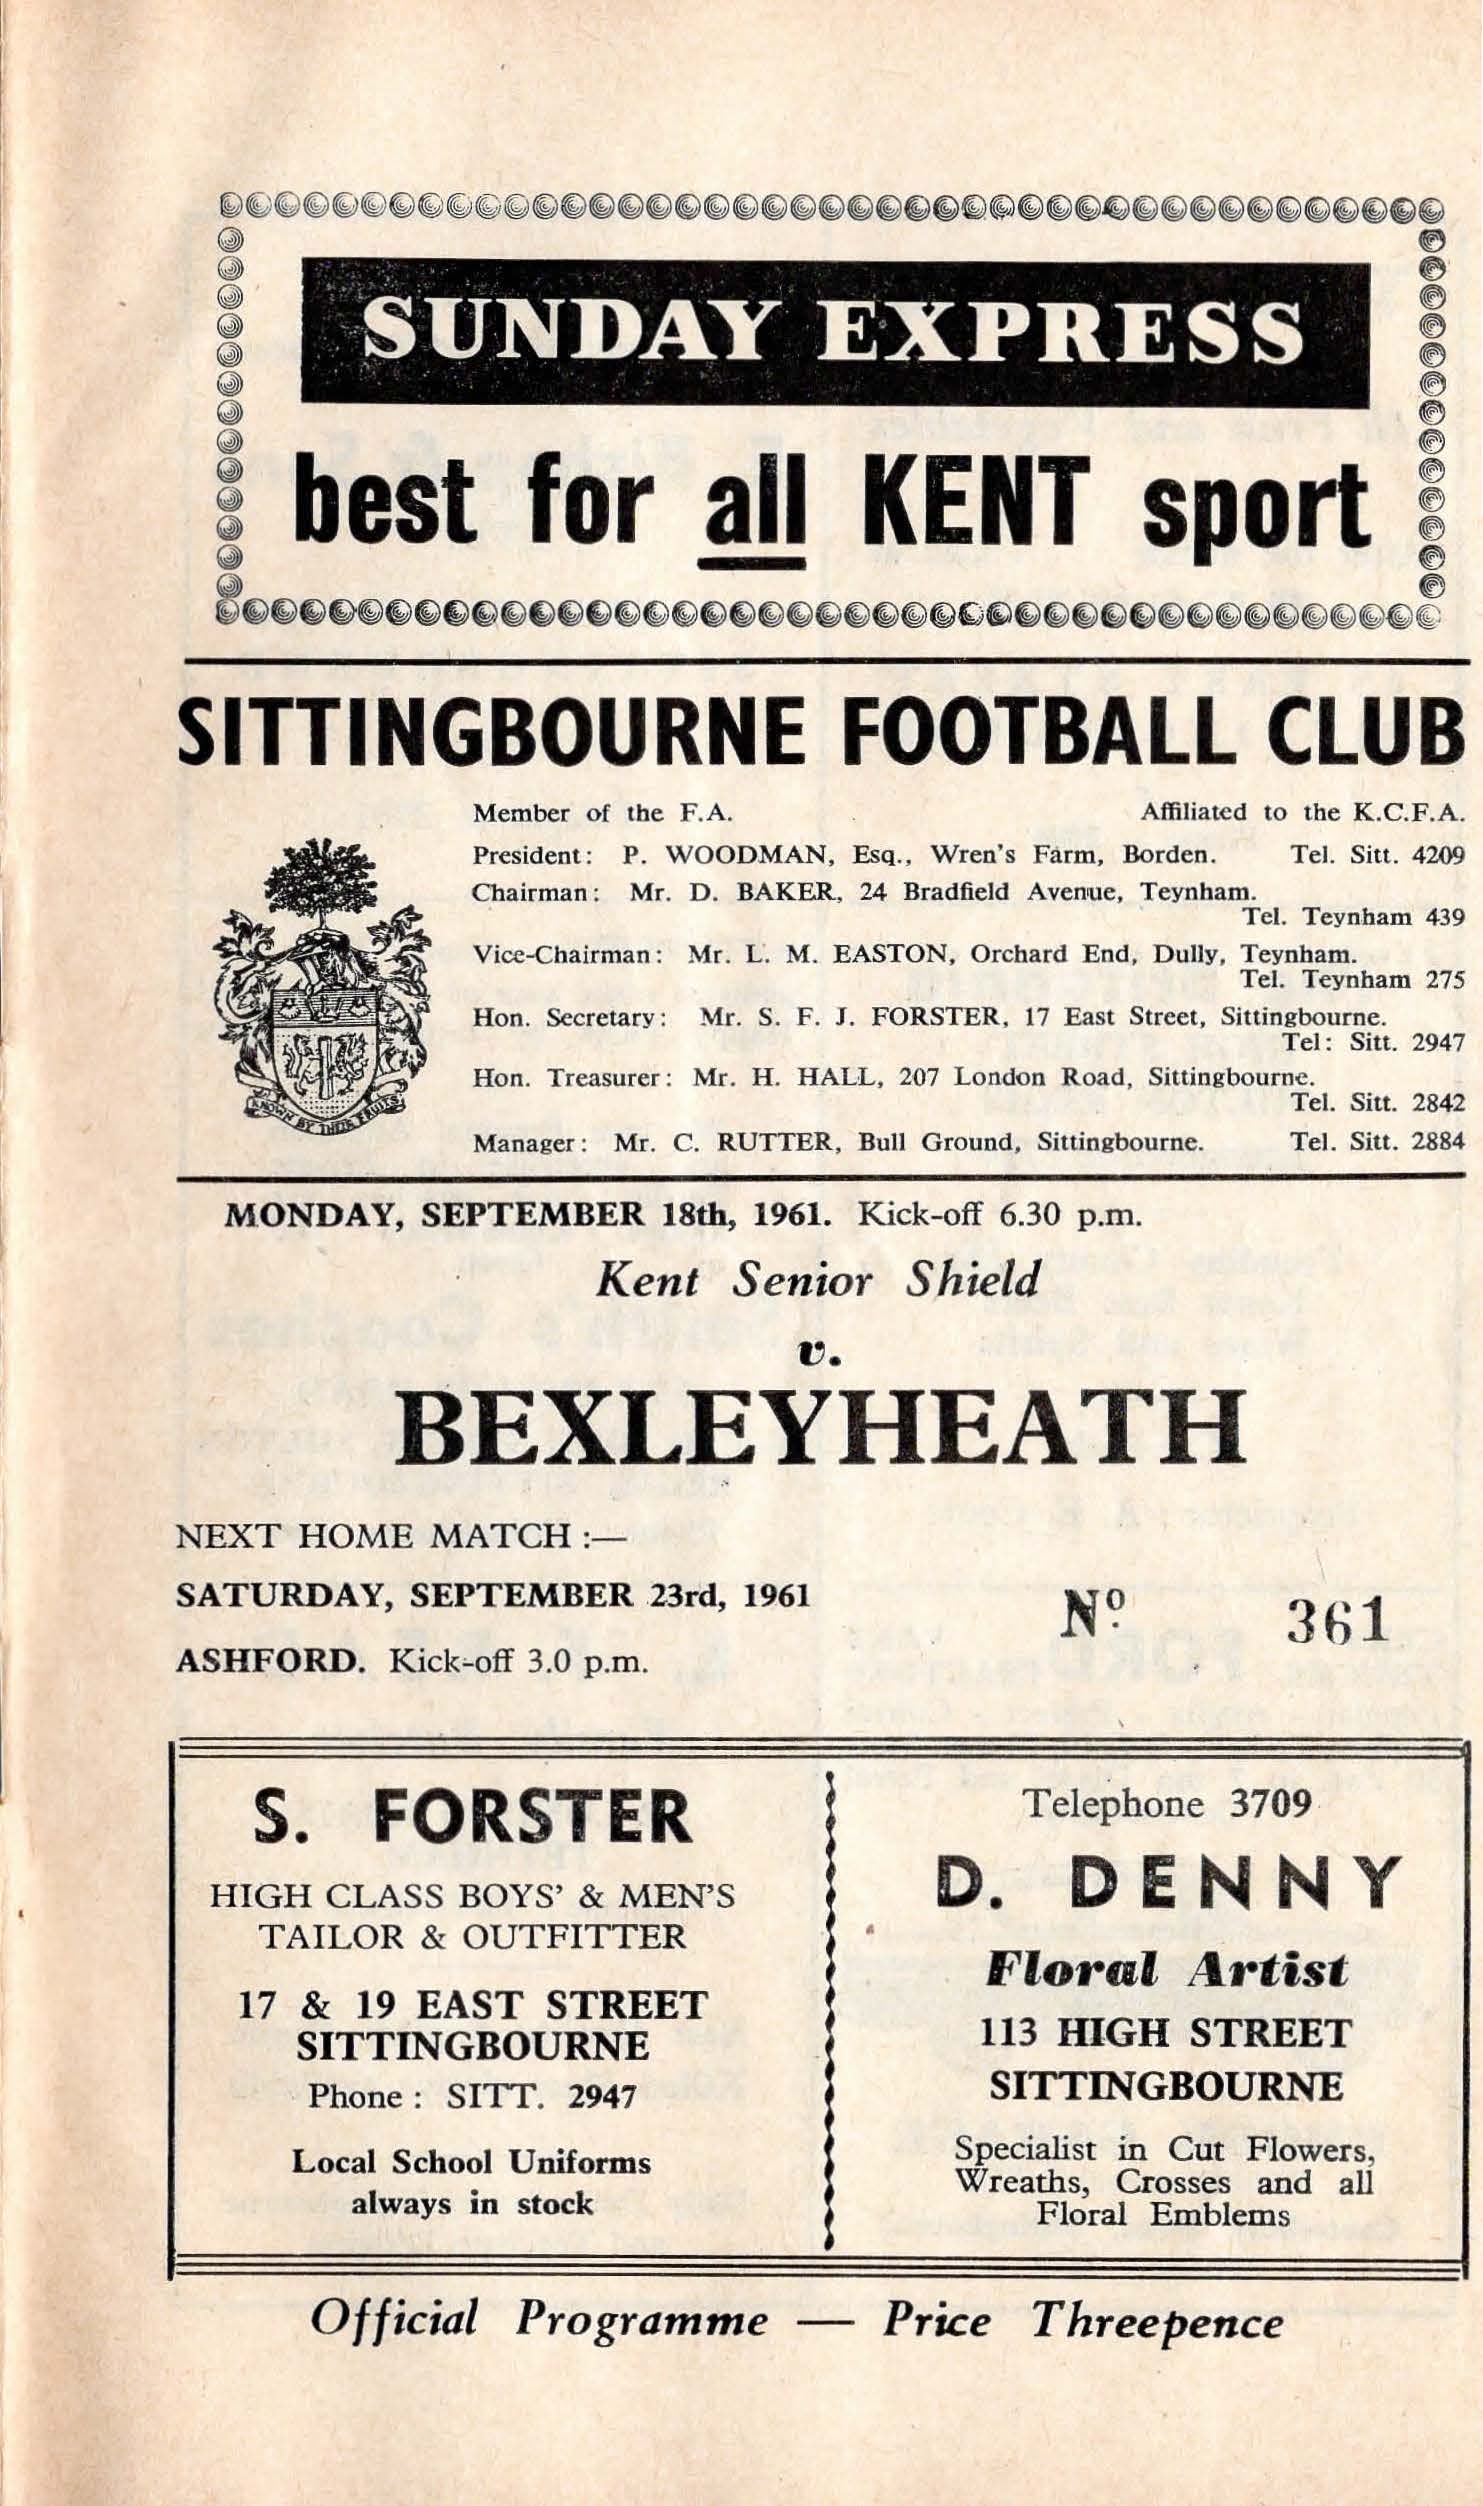 SUNDAY EXPRESS
best for all KENT sport
SITTINGBOURNE FOOTBALL CLUB
Member of the F.A. Affiliated to the K.C.F.A.
President: P. WOODMAN, Esq., Wren's Farm, Borden. Tel. Sitt. 4209
Chairman: Mr. D. BAKER, 24 Bradfield Avenue, Teynham.
Tel. Teynham 439
Vice-Chairman: Mr. L. M. EASTON, Orchard End, Dully, Teynham.
Tel. Teynham 275
Hon. Secretary: Mr. S. F. J. FORSTER, 17 East Street, Sittingbourne.
Tel: Sitt. 2947
Hon. Treasurer: Mr. H. HALL, 207 London Road, Sittingbourne.
Tel. Sitt. 2842
Manager: Mr. C. RUTTER, Bull Ground, Sittingbourne. Tel. Sitt. 2884
KNOWN BY THEIR FRUITS
MONDAY, SEPTEMBER 18th, 1961. Kick-off 6.30 p.m.
Kent Senior Shield
v.
BEXLEYHEATH
NEXT HOME MATCH :—
SATURDAY, SEPTEMBER 23rd, 1961
ASHFORD. Kick-off 3.0 p.m.
Nº 361
S. FORSTER
HIGH CLASS BOYS' & MEN'S
TAILOR & OUTFITTER
17 & 19 EAST STREET
SITTINGBOURNE
Phone : SITT. 2947
Local School Uniforms
always in stock
Telephone 3709
D. DENNY
Floral Artist
113 HIGH STREET
SITTINGBOURNE
Specialist in Cut Flowers,
Wreaths, Crosses and all
Floral Emblems
Official Programme — Price Threepence